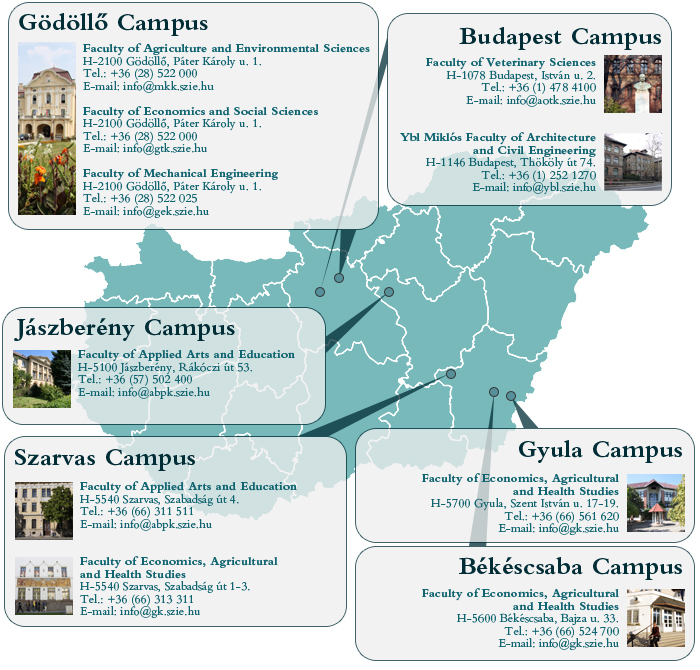 Gödöllő Campus
Faculty of Agriculture and Environmental Sciences
H-2100 Gödöllő, Páter Károly u. 1.
Tel.: +36 (28) 522 000
E-mail: info@mkk.szie.hu
Faculty of Economics and Social Sciences
H-2100 Gödöllő, Páter Károly u. 1.
Tel.: +36 (28) 522 000
E-mail: info@gtk.szie.hu
Faculty of Mechanical Engineering
H-2100 Gödöllő, Páter Károly u. 1.
Tel.: +36 (28) 522 025
E-mail: info@gek.szie.hu
Budapest Campus
Faculty of Veterinary Sciences
H-1078 Budapest, István u. 2.
Tel.: +36 (1) 478 4100
E-mail: info@aotk.szie.hu
Ybl Miklós Faculty of Architecture
and Civil Engineering
H-1146 Budapest, Thököly út 74.
Tel.: +36 (1) 252 1270
E-mail: info@ybl.szie.hu
Jászberény Campus
Faculty of Applied Arts and Education
H-5100 Jászberény, Rákóczi út 53.
Tel.: +36 (57) 502 400
E-mail: info@abpk.szie.hu
Szarvas Campus
Faculty of Applied Arts and Education
H-5540 Szarvas, Szabadság út 4.
Tel.: +36 (66) 311 511
E-mail: info@abpk.szie.hu
Faculty of Economics, Agricultural
and Health Studies
H-5540 Szarvas, Szabadság út 1-3.
Tel.: +36 (66) 313 311
E-mail: info@gk.szie.hu
Gyula Campus
Faculty of Economics, Agricultural
and Health Studies
H-5700 Gyula, Szent István u. 17-19.
Tel.: +36 (66) 561 620
E-mail: info@gk.szie.hu
Békéscsaba Campus
Faculty of Economics, Agricultural
and Health Studies
H-5600 Békéscsaba, Bajza u. 33.
Tel.: +36 (66) 524 700
E-mail: info@gk.szie.hu